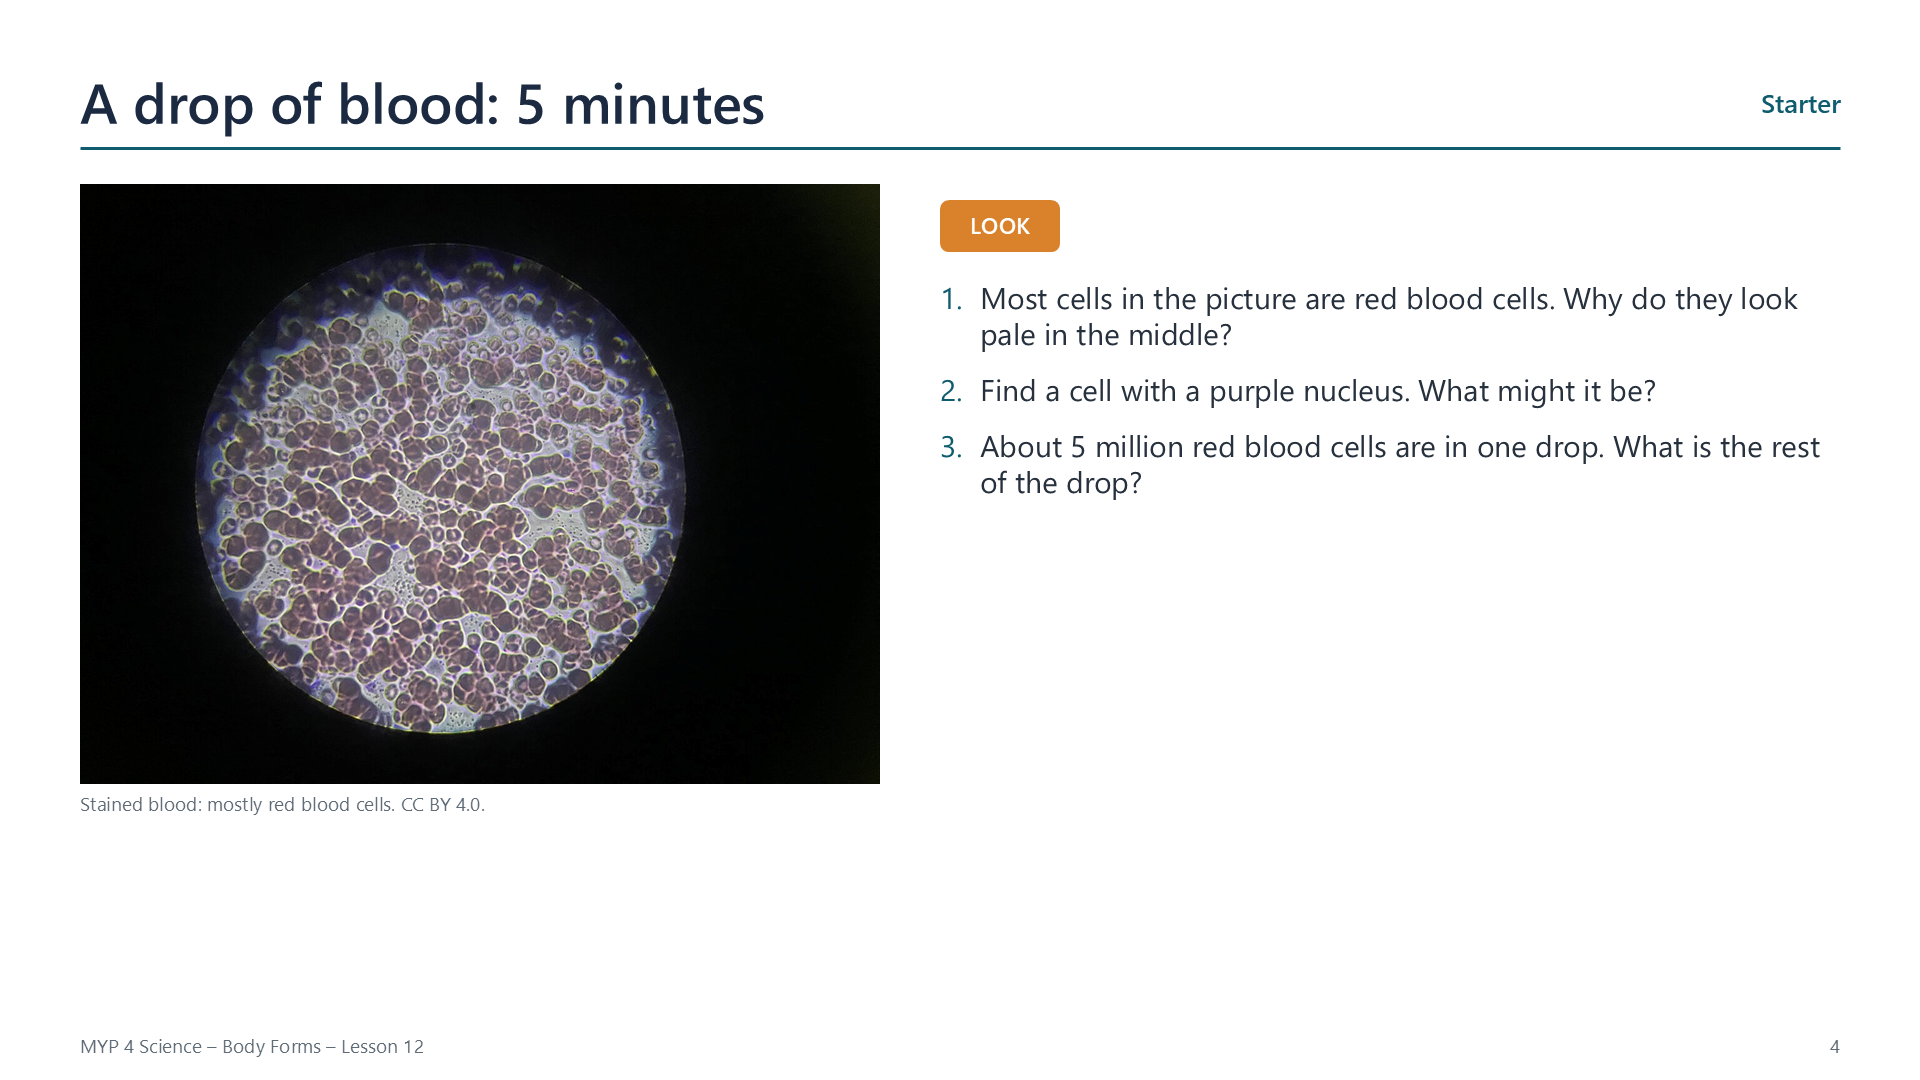 A drop of blood: 5 minutes
Starter
LOOK
1. Most cells in the picture are red blood cells. Why do they look
pale in the middle?
2. Find a cell with a purple nucleus. What might it be?
3. About 5 million red blood cells are in one drop. What is the rest
of the drop?
Stained blood: mostly red blood cells. CC BY 4.0.
MYP 4 Science – Body Forms – Lesson 12
4